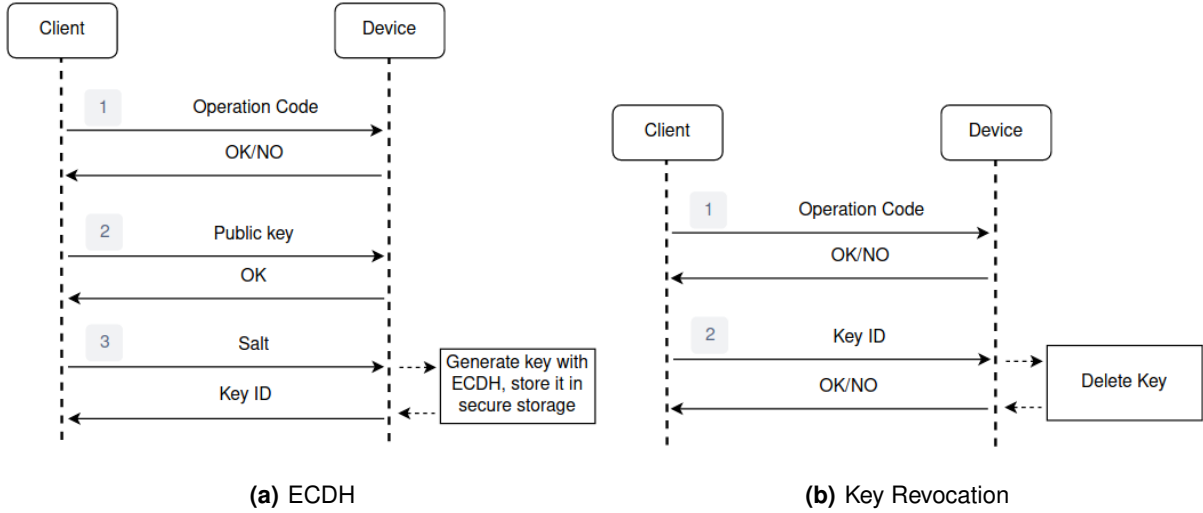 Client
Device
1
Operation Code
OK/NO
2
Public key
OK
3
Salt
Generate key with
ECDH, store it in
secure storage
Key ID
(a) ECDH
Client
Device
1
Operation Code
OK/NO
2
Key ID
Delete Key
OK/NO
(b) Key Revocation